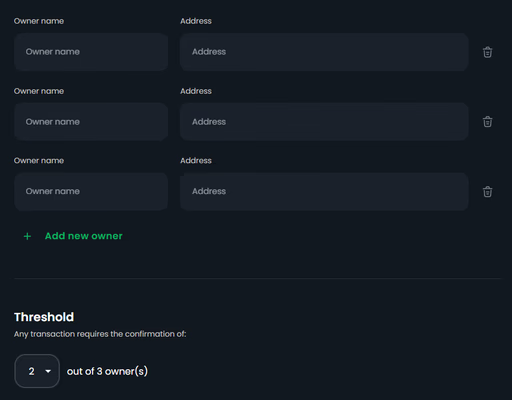 Owner name Address
Owner name Address
Owner name Address
Owner name Address
Owner name Address
Owner name Address
+ Add new owner
Threshold
Any transaction requires the confirmation of:
2 out of 3 owner(s)